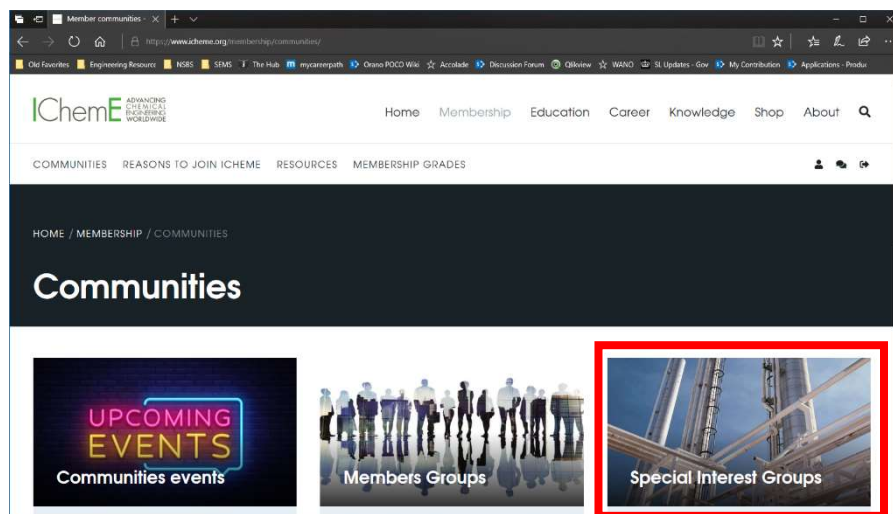 Member communities -
https://www.icheme.org/membership/communities/
Old Favorites Engineering Resourc NSBS SEMS The Hub mycareerpath Orano POCO Wiki Accolade Discussion Forum Qlikview WANO SL Updates - Gov My Contribution Applications - Produ
IChemE ADVANCING
CHEMICAL
ENGINEERING
WORLDWIDE
Home Membership Education Career Knowledge Shop About
COMMUNITIES REASONS TO JOIN ICHEME RESOURCES MEMBERSHIP GRADES
HOME / MEMBERSHIP / COMMUNITIES
Communities
UPCOMING
EVENTS
Communities events
Members Groups
Special Interest Groups